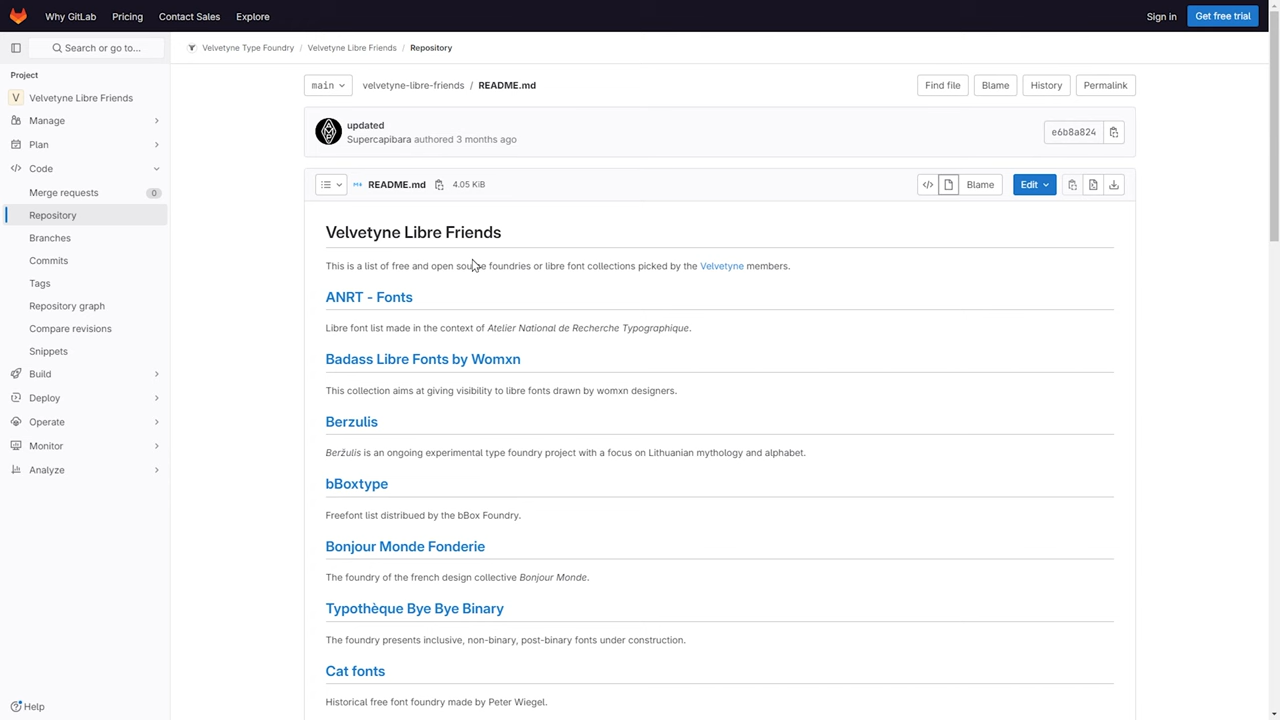 Why GitLab Pricing Contact Sales Explore Sign in Get free trial
Search or go to... Velvetyne Type Foundry / Velvetyne Libre Friends / Repository
Project
V Velvetyne Libre Friends
Manage
Plan
Code
Merge requests 0
Repository
Branches
Commits
Tags
Repository graph
Compare revisions
Snippets
Build
Deploy
Operate
Monitor
Analyze
Help
main velvetyne-libre-friends / README.md Find file Blame History Permalink
updated
Supercapibara authored 3 months ago e6b8a824
README.md 4.05 KiB Blame Edit
Velvetyne Libre Friends
This is a list of free and open source foundries or libre font collections picked by the Velvetyne members.
ANRT - Fonts
Libre font list made in the context of Atelier National de Recherche Typographique.
Badass Libre Fonts by Womxn
This collection aims at giving visibility to libre fonts drawn by womxn designers.
Berzulis
Beržulis is an ongoing experimental type foundry project with a focus on Lithuanian mythology and alphabet.
bBoxtype
Freefont list distribued by the bBox Foundry.
Bonjour Monde Fonderie
The foundry of the french design collective Bonjour Monde.
Typothèque Bye Bye Binary
The foundry presents inclusive, non-binary, post-binary fonts under construction.
Cat fonts
Historical free font foundry made by Peter Wiegel.